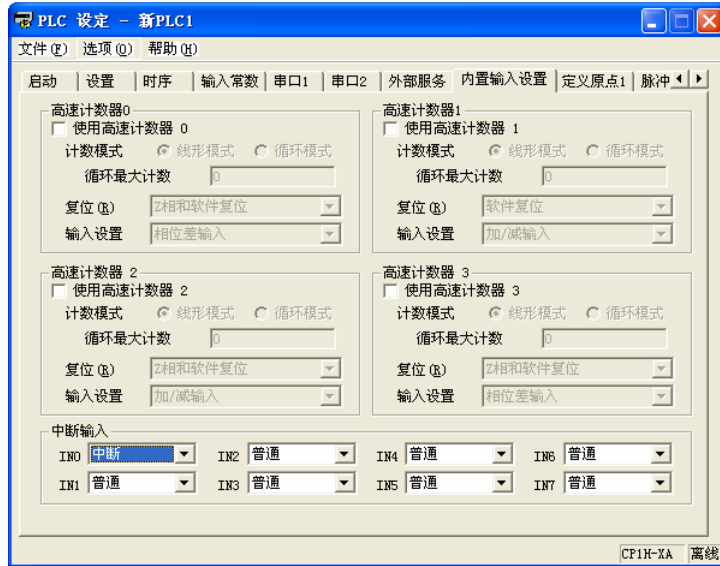 PLC 设定 - 新PLC1
文件(F) 选项(O) 帮助(H)
启动 设置 时序 输入常数 串口1 串口2 外部服务 内置输入设置 定义原点1 脉冲
高速计数器0
使用高速计数器 0
计数模式 线形模式 循环模式
循环最大计数 0
复位(R) Z相和软件复位
输入设置 相位差输入
高速计数器1
使用高速计数器 1
计数模式 线形模式 循环模式
循环最大计数 0
复位(R) 软件复位
输入设置 加/减输入
高速计数器 2
使用高速计数器 2
计数模式 线形模式 循环模式
循环最大计数 0
复位(R) Z相和软件复位
输入设置 加/减输入
高速计数器 3
使用高速计数器 3
计数模式 线形模式 循环模式
循环最大计数 0
复位(R) Z相和软件复位
输入设置 相位差输入
中断输入
IN0 中断 IN2 普通 IN4 普通 IN6 普通
IN1 普通 IN3 普通 IN5 普通 IN7 普通
CP1H-XA 离线